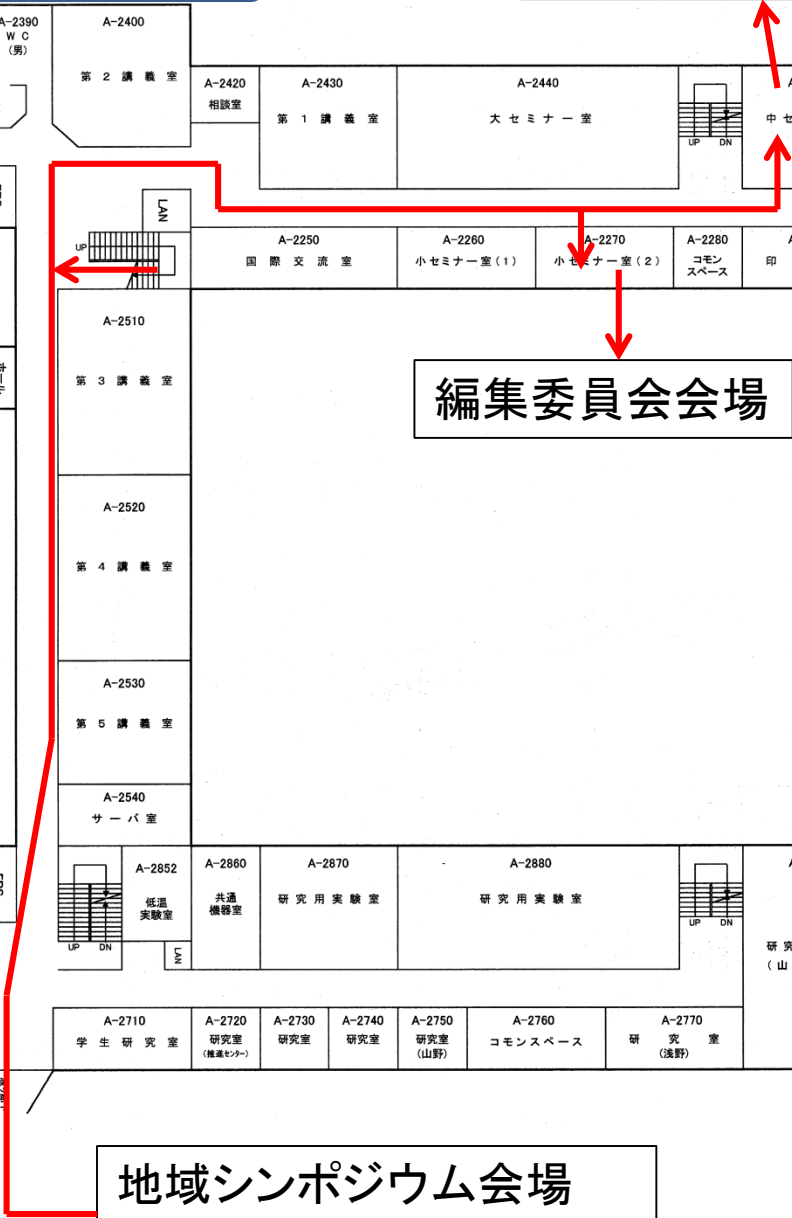 A-2390
W C
(男)
A-2400
第 2 講 義 室
A-2420
相談室
A-2430
第 1 講 義 室
A-2440
大 セ ミ ナ ー 室
UP DN
中 セ
LAN
UP
A-2250
国 際 交 流 室
A-2260
小セミナー室(1)
A-2270
小セミナー室(2)
A-2280
コモン
スペース
印
A-2510
第 3 講 義 室
編集委員会会場
A-2520
第 4 講 義 室
A-2530
第 5 講 義 室
A-2540
サ ー バ 室
UP DN
A-2852
低温
実験室
LAN
A-2860
共通
機器室
A-2870
研 究 用 実 験 室
A-2880
研 究 用 実 験 室
UP DN
研 究
(山
A-2710
学 生 研 究 室
A-2720
研究室
(推進センター)
A-2730
研究室
A-2740
研究室
A-2750
研究室
(山野)
A-2760
コモンスペース
A-2770
研 究 室
(浅野)
地域シンポジウム会場